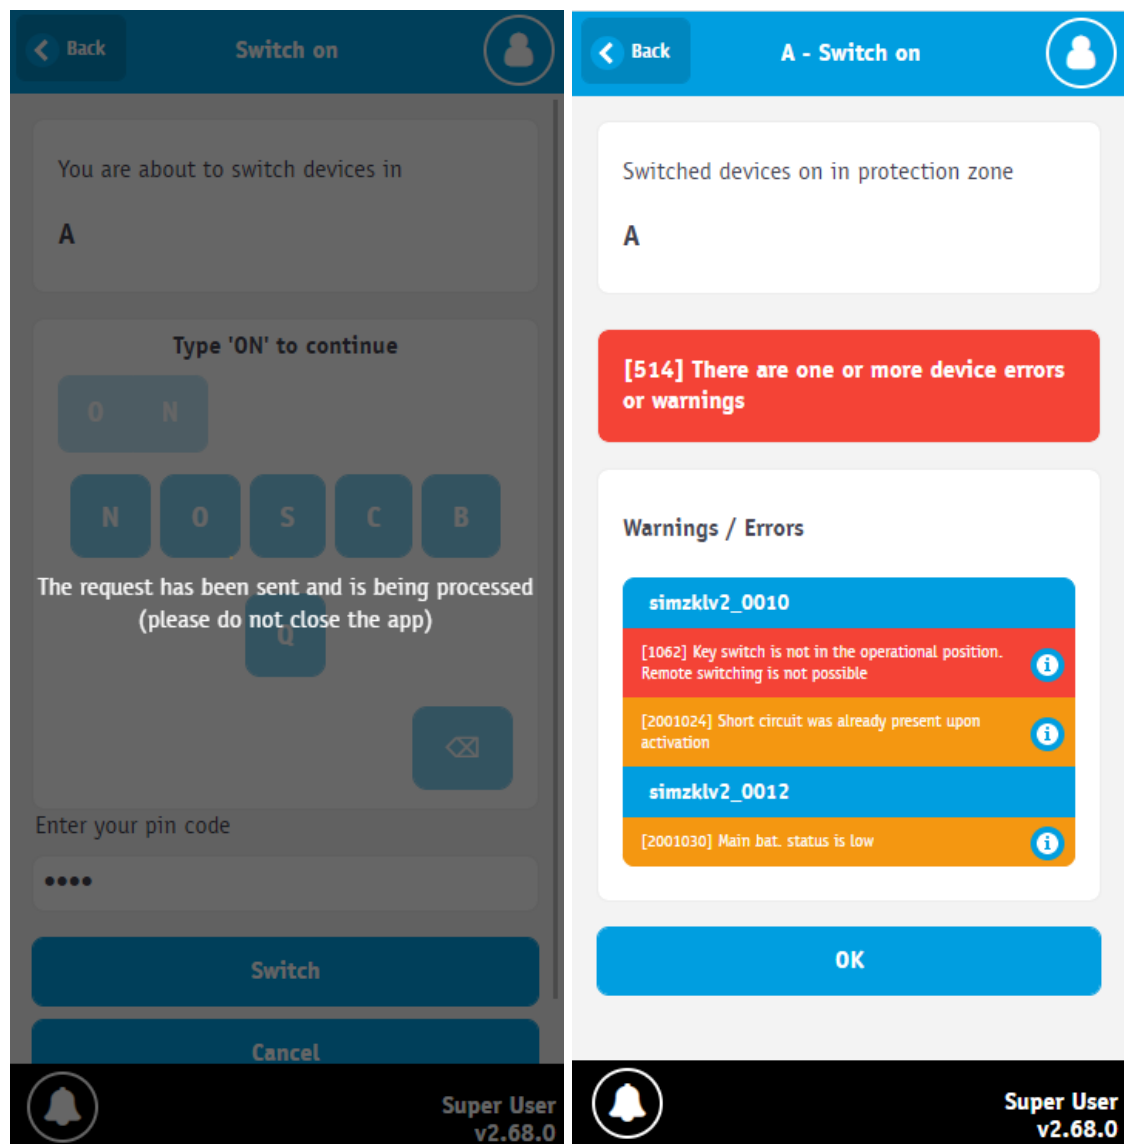 Back
Switch on
You are about to switch devices in
A
Type 'ON' to continue
O N
N O S C B
The request has been sent and is being processed
(please do not close the app)
Q
Enter your pin code
••••
Switch
Cancel
Super User
v2.68.0
Back
A - Switch on
Switched devices on in protection zone
A
[514] There are one or more device errors
or warnings
Warnings / Errors
simzklv2_0010
[1062] Key switch is not in the operational position.
Remote switching is not possible
[2001024] Short circuit was already present upon
activation
simzklv2_0012
[2001030] Main bat. status is low
OK
Super User
v2.68.0